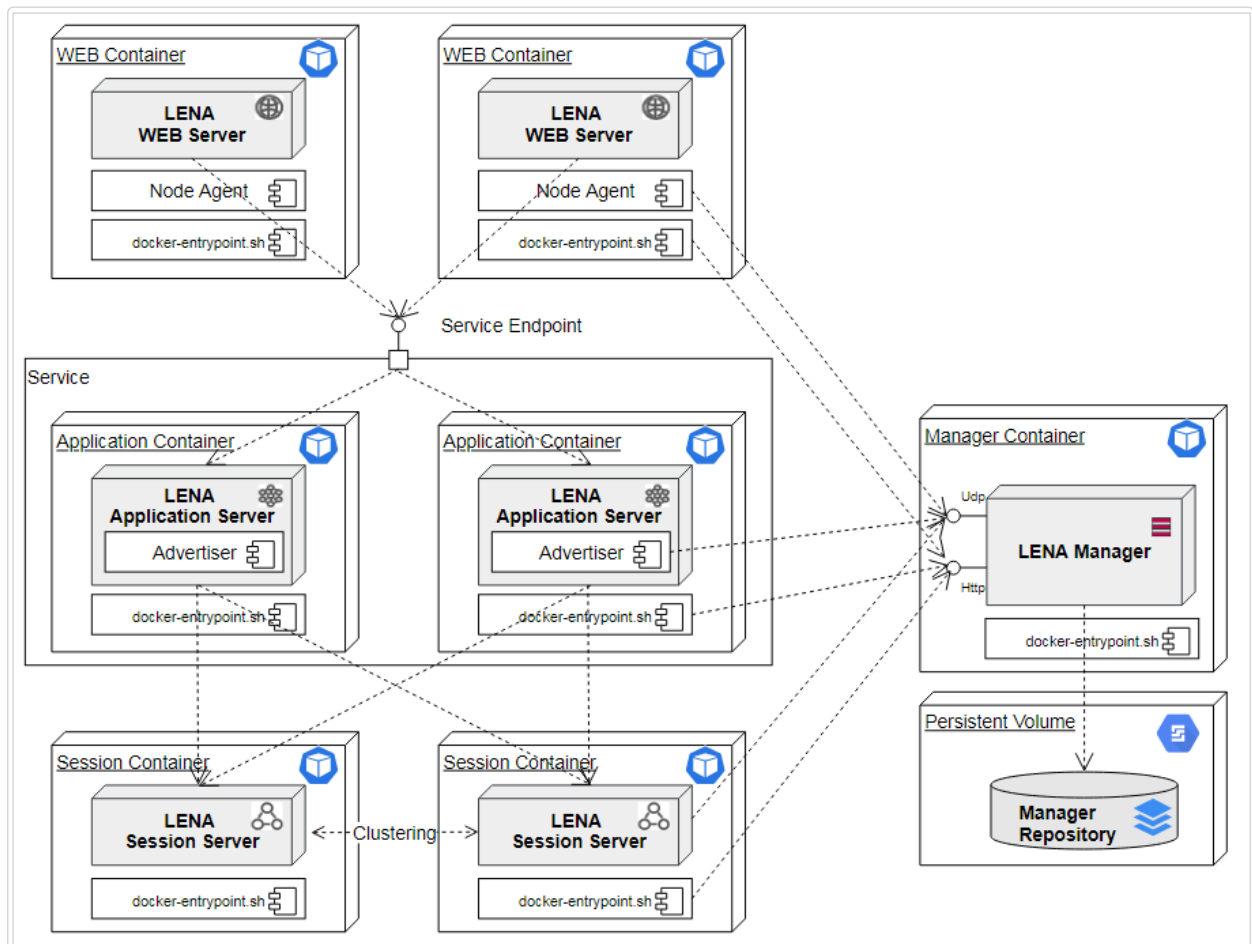 WEB Container
LENA
WEB Server
Node Agent
docker-entrypoint.sh
WEB Container
LENA
WEB Server
Node Agent
docker-entrypoint.sh
Service Endpoint
Service
Application Container
LENA
Application Server
Advertiser
docker-entrypoint.sh
Application Container
LENA
Application Server
Advertiser
docker-entrypoint.sh
Manager Container
Udp
LENA Manager
Http
docker-entrypoint.sh
Session Container
LENA
Session Server
docker-entrypoint.sh
Clustering
Session Container
LENA
Session Server
docker-entrypoint.sh
Persistent Volume
Manager
Repository